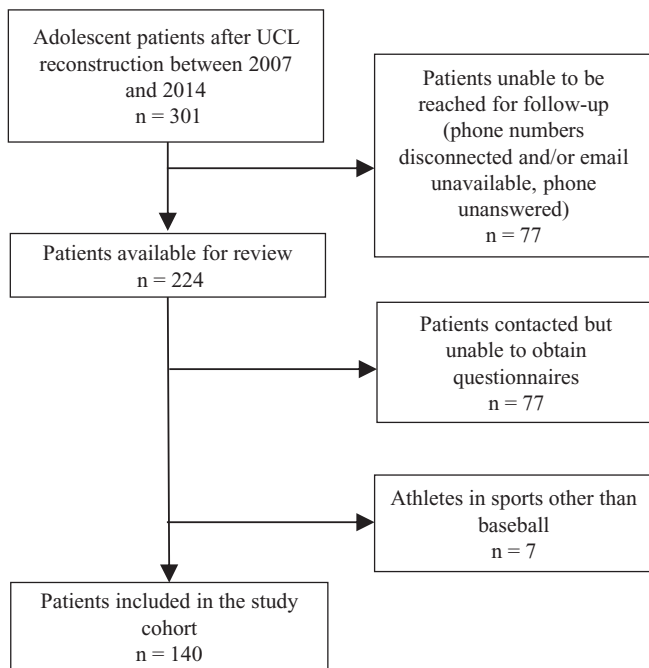 Adolescent patients after UCL
reconstruction between 2007
and 2014
n = 301
Patients unable to be
reached for follow-up
(phone numbers
disconnected and/or email
unavailable, phone
unanswered)
n = 77
Patients available for review
n = 224
Patients contacted but
unable to obtain
questionnaires
n = 77
Athletes in sports other than
baseball
n = 7
Patients included in the study
cohort
n = 140